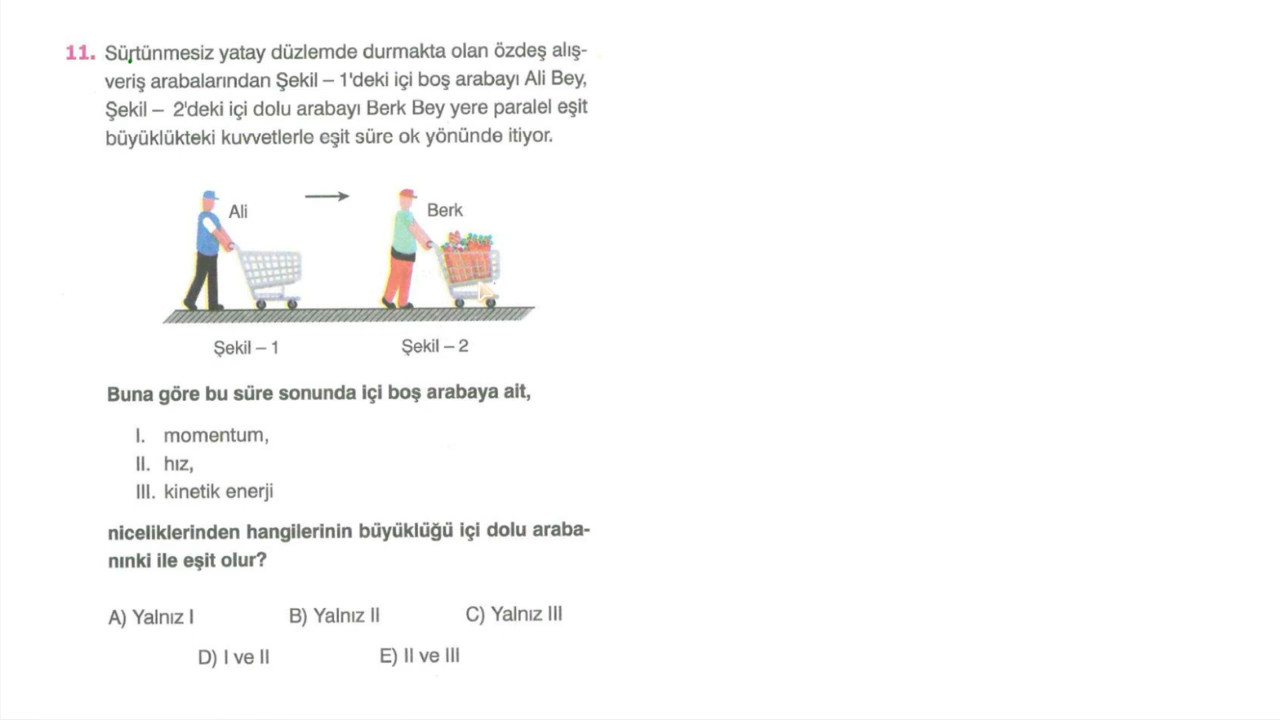 11. Sürtünmesiz yatay düzlemde durmakta olan özdeş alış-
veriş arabalarından Şekil – 1'deki içi boş arabayı Ali Bey,
Şekil – 2'deki içi dolu arabayı Berk Bey yere paralel eşit
büyüklükteki kuvvetlerle eşit süre ok yönünde itiyor.
Ali
Berk
Şekil – 1
Şekil – 2
Buna göre bu süre sonunda içi boş arabaya ait,
I. momentum,
II. hız,
III. kinetik enerji
niceliklerinden hangilerinin büyüklüğü içi dolu araba-
nınki ile eşit olur?
A) Yalnız I
B) Yalnız II
C) Yalnız III
D) I ve II
E) II ve III